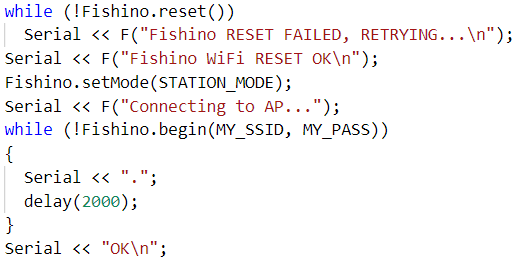 while (!Fishino.reset())
  Serial << F("Fishino RESET FAILED, RETRYING...\n");
Serial << F("Fishino WiFi RESET OK\n");
Fishino.setMode(STATION_MODE);
Serial << F("Connecting to AP...");
while (!Fishino.begin(MY_SSID, MY_PASS))
{
  Serial << ".";
  delay(2000);
}
Serial << "OK\n";